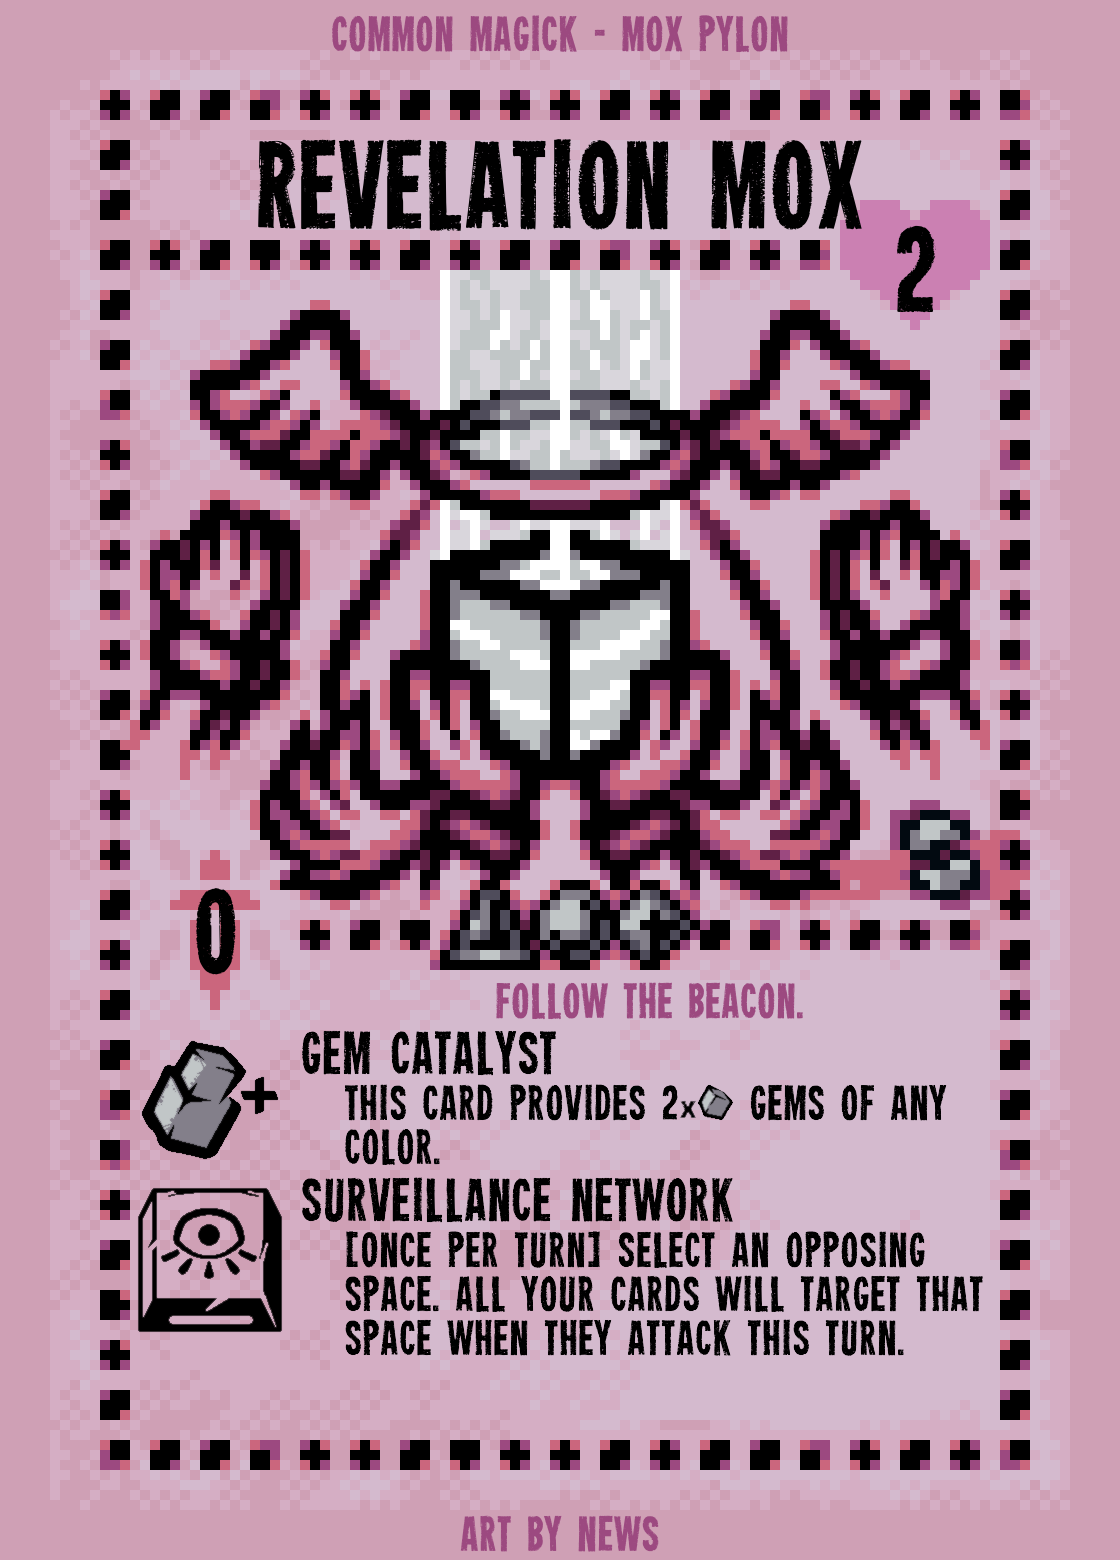 COMMON MAGICK - MOX PYLON
REVELATION MOX
2
0
FOLLOW THE BEACON.
GEM CATALYST
THIS CARD PROVIDES 2x GEMS OF ANY
COLOR.
SURVEILLANCE NETWORK
[ONCE PER TURN] SELECT AN OPPOSING
SPACE. ALL YOUR CARDS WILL TARGET THAT
SPACE WHEN THEY ATTACK THIS TURN.
ART BY NEWS